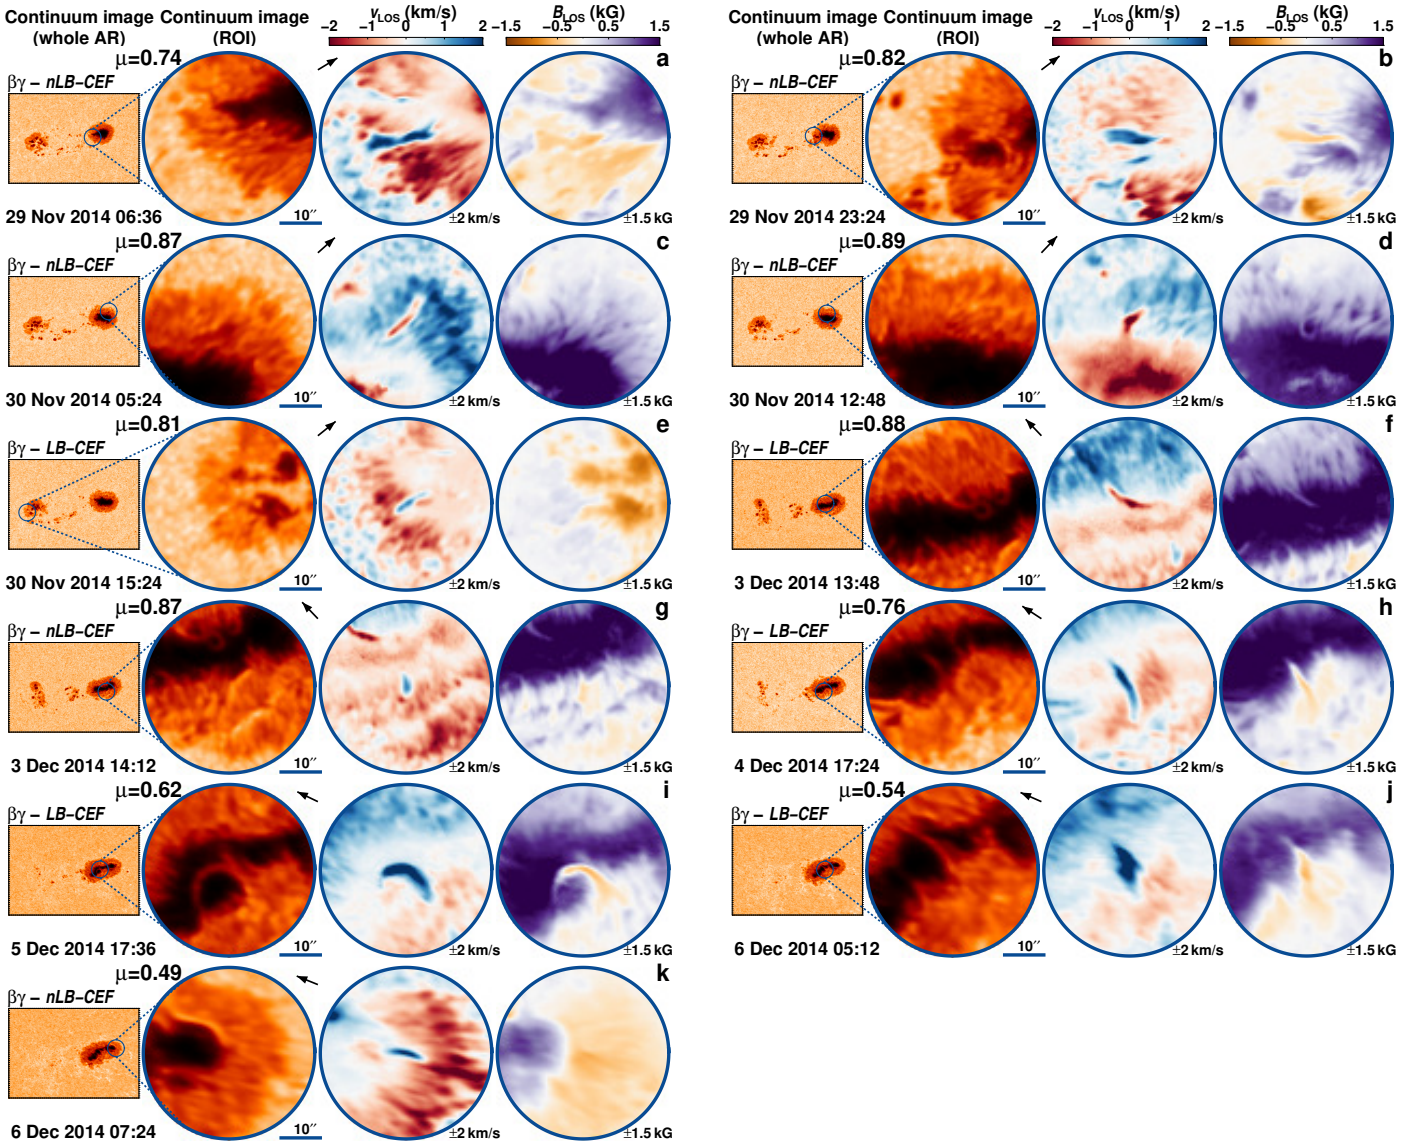 Continuum image Continuum image v_LOS (km/s) B_LOS (kG)
(whole AR) (ROI) −2 −1 0 1 2 −1.5 −0.5 0.5 1.5
Continuum image Continuum image v_LOS (km/s) B_LOS (kG)
(whole AR) (ROI) −2 −1 0 1 2 −1.5 −0.5 0.5 1.5
μ=0.74 a
βγ − nLB−CEF
29 Nov 2014 06:36 10″ ±2 km/s ±1.5 kG
μ=0.82 b
βγ − nLB−CEF
29 Nov 2014 23:24 10″ ±2 km/s ±1.5 kG
μ=0.87 c
βγ − nLB−CEF
30 Nov 2014 05:24 10″ ±2 km/s ±1.5 kG
μ=0.89 d
βγ − nLB−CEF
30 Nov 2014 12:48 10″ ±2 km/s ±1.5 kG
μ=0.81 e
βγ − LB−CEF
30 Nov 2014 15:24 10″ ±2 km/s ±1.5 kG
μ=0.88 f
βγ − LB−CEF
3 Dec 2014 13:48 10″ ±2 km/s ±1.5 kG
μ=0.87 g
βγ − nLB−CEF
3 Dec 2014 14:12 10″ ±2 km/s ±1.5 kG
μ=0.76 h
βγ − LB−CEF
4 Dec 2014 17:24 10″ ±2 km/s ±1.5 kG
μ=0.62 i
βγ − LB−CEF
5 Dec 2014 17:36 10″ ±2 km/s ±1.5 kG
μ=0.54 j
βγ − LB−CEF
6 Dec 2014 05:12 10″ ±2 km/s ±1.5 kG
μ=0.49 k
βγ − nLB−CEF
6 Dec 2014 07:24 10″ ±2 km/s ±1.5 kG